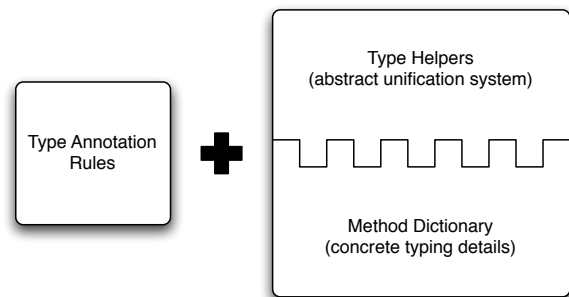 Type Annotation
Rules
Type Helpers
(abstract unification system)
Method Dictionary
(concrete typing details)